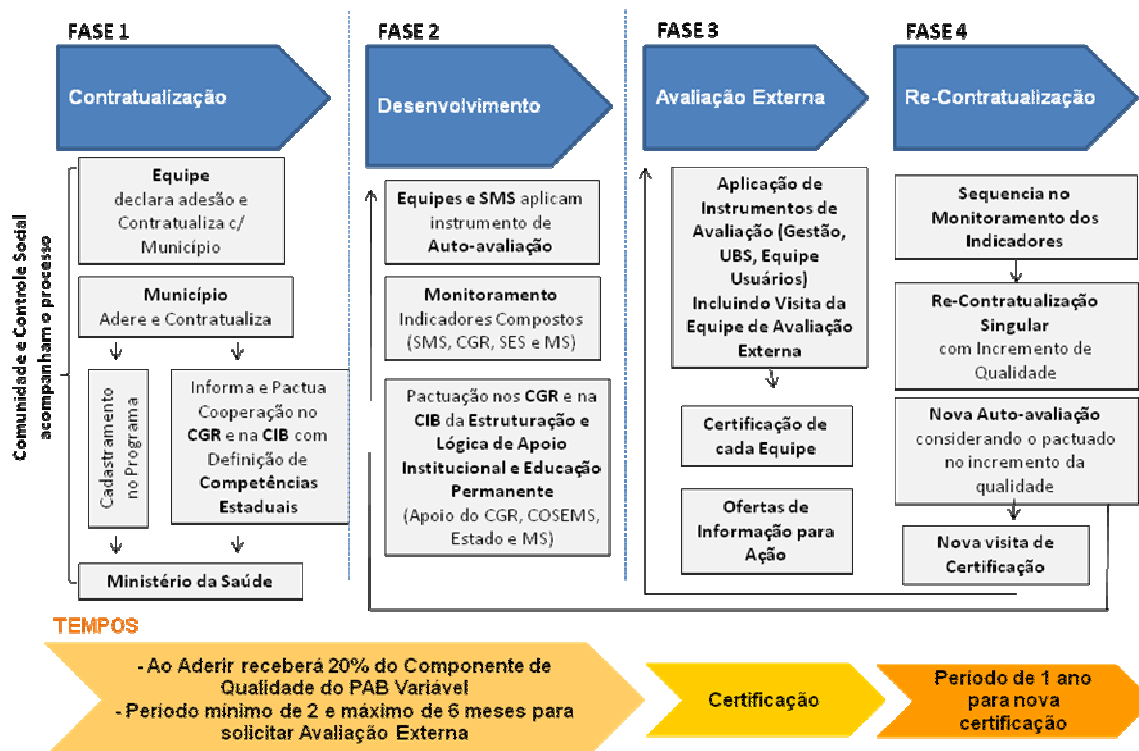 FASE 1
Contratualização
Comunidade e Controle Social
acompanham o processo
Equipe
declara adesão e
Contratualiza c/
Município
Município
Adere e Contratualiza
Cadastramento
no Programa
Informa e Pactua
Cooperação no
CGR e na CIB com
Definição de
Competências
Estaduais
Ministério da Saúde
FASE 2
Desenvolvimento
Equipes e SMS aplicam
instrumento de
Auto-avaliação
Monitoramento
Indicadores Compostos
(SMS, CGR, SES e MS)
Pactuação nos CGR e na
CIB da Estruturação e
Lógica de Apoio
Institucional e Educação
Permanente
(Apoio do CGR, COSEMS,
Estado e MS)
FASE 3
Avaliação Externa
Aplicação de
Instrumentos de
Avaliação (Gestão,
UBS, Equipe
Usuários)
Incluindo Visita da
Equipe de Avaliação
Externa
Certificação de
cada Equipe
Ofertas de
Informação para
Ação
FASE 4
Re-Contratualização
Sequencia no
Monitoramento dos
Indicadores
Re-Contratualização
Singular
com Incremento de
Qualidade
Nova Auto-avaliação
considerando o pactuado
no incremento da
qualidade
Nova visita de
Certificação
TEMPOS
- Ao Aderir receberá 20% do Componente de
Qualidade do PAB Variável
- Período mínimo de 2 e máximo de 6 meses para
solicitar Avaliação Externa
Certificação
Período de 1 ano
para nova
certificação